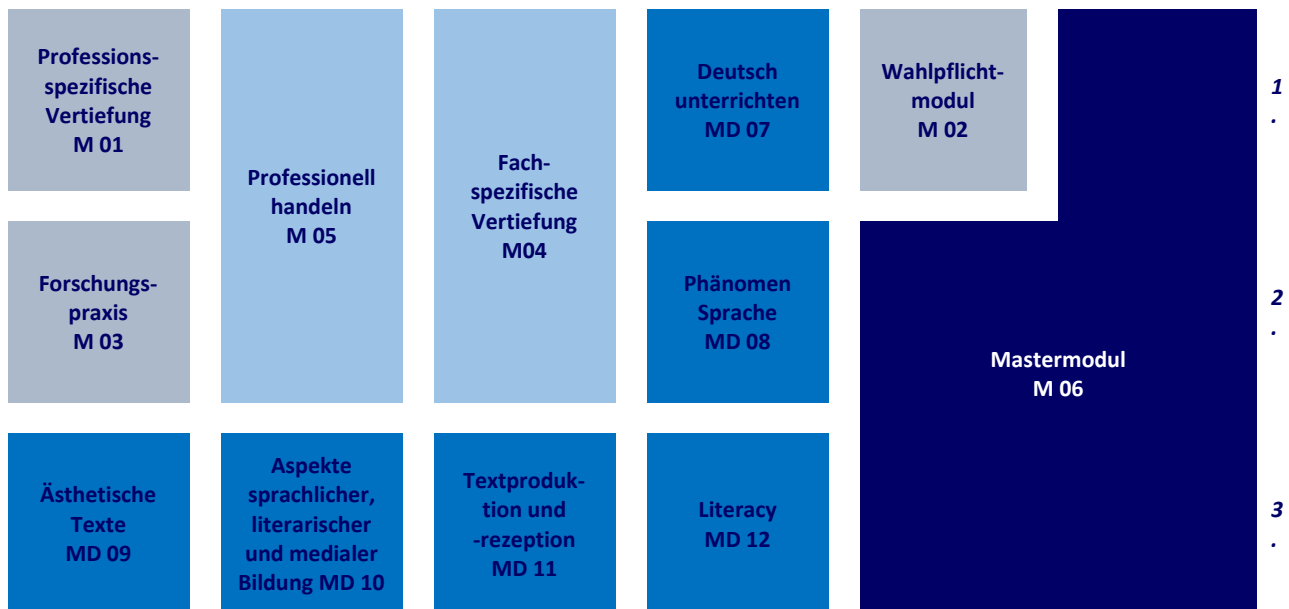 Professions-
spezifische
Vertiefung
M 01
Professionell
handeln
M 05
Fach-
spezifische
Vertiefung
M04
Deutsch
unterrichten
MD 07
Wahlpflicht-
modul
M 02
1
.
Forschungs-
praxis
M 03
Phänomen
Sprache
MD 08
Mastermodul
M 06
2
.
Ästhetische
Texte
MD 09
Aspekte
sprachlicher,
literarischer
und medialer
Bildung MD 10
Textproduk-
tion und
-rezeption
MD 11
Literacy
MD 12
3
.